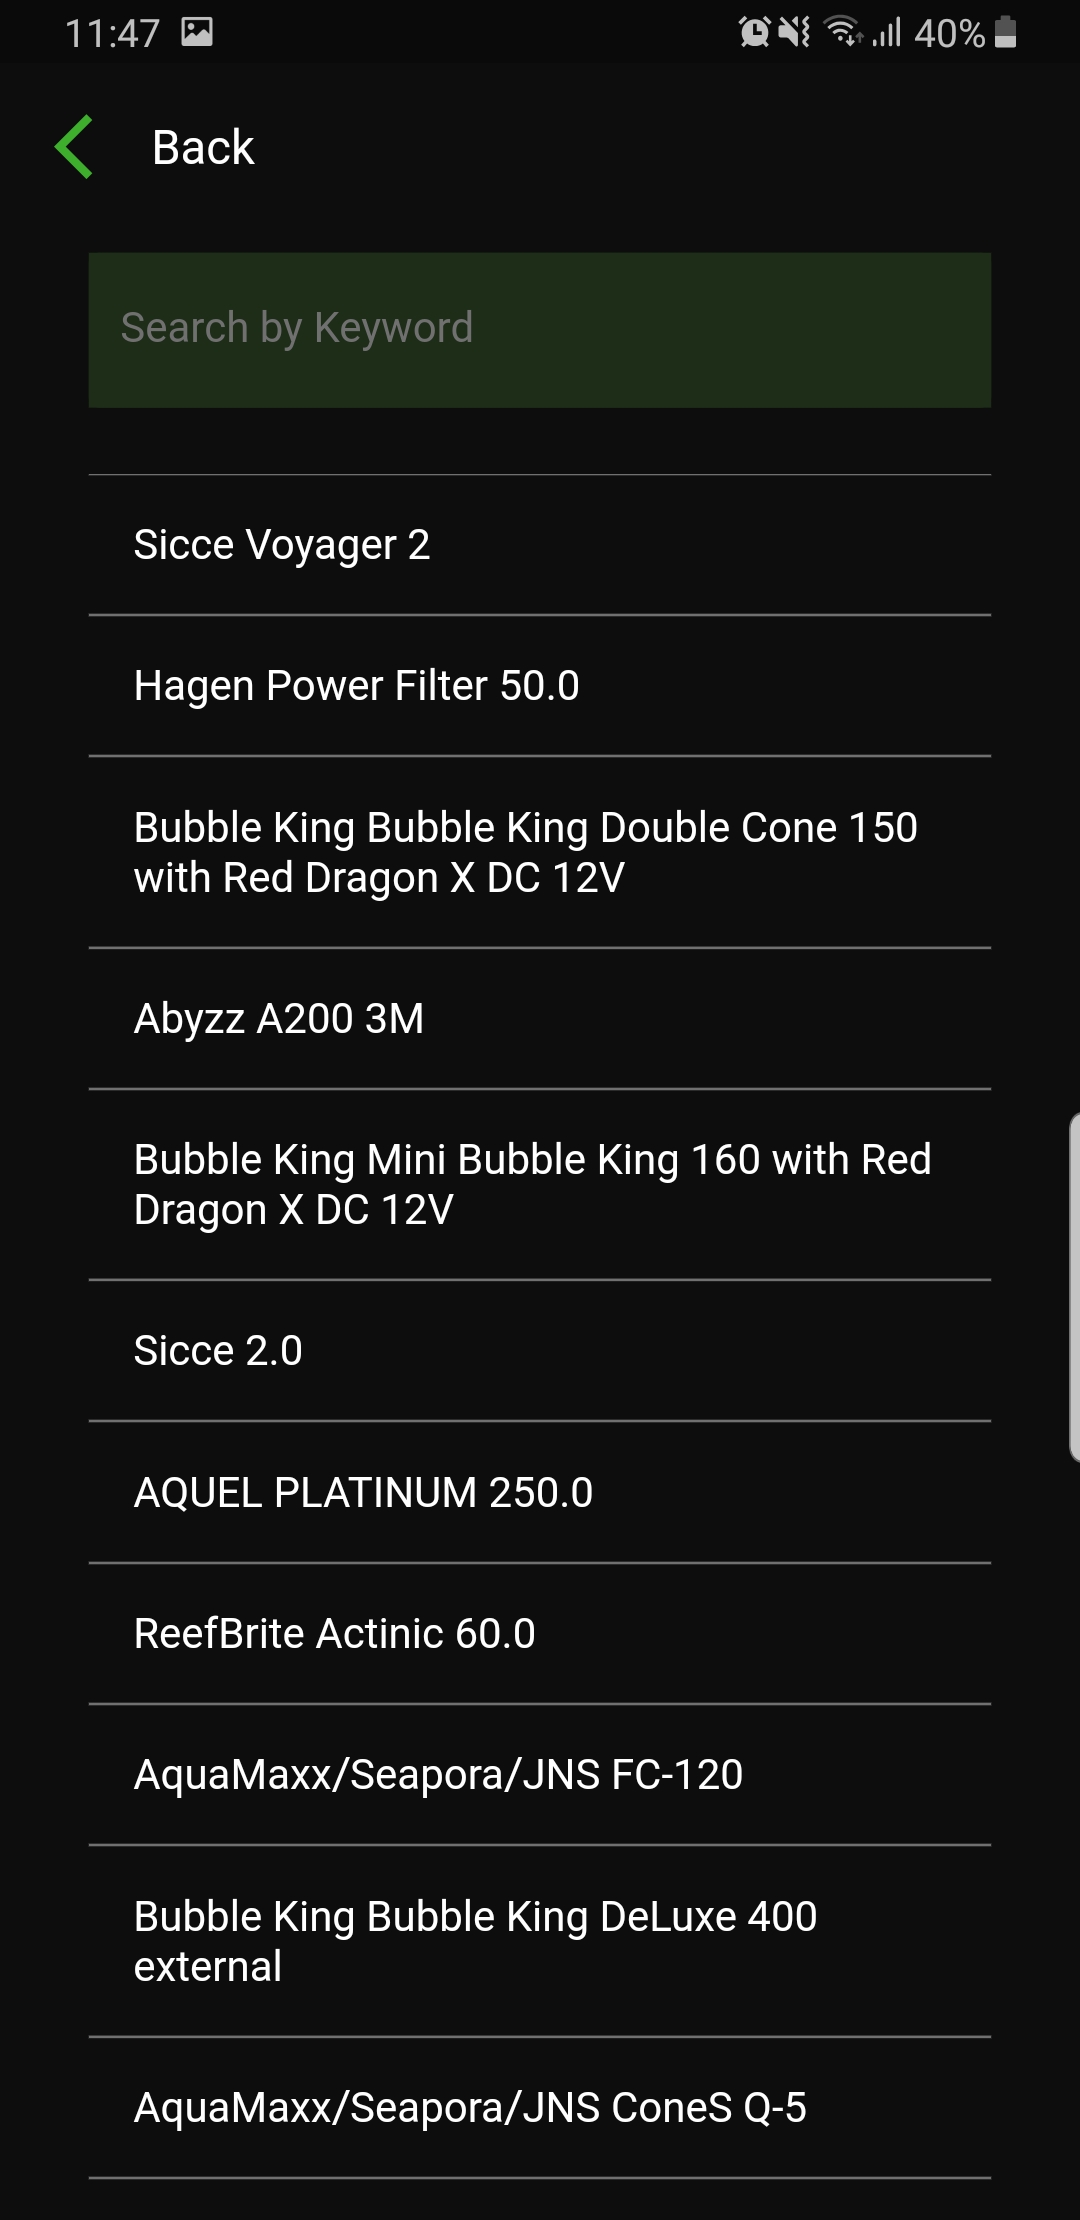 11:47
40%
Back
Search by Keyword
Sicce Voyager 2
Hagen Power Filter 50.0
Bubble King Bubble King Double Cone 150
with Red Dragon X DC 12V
Abyzz A200 3M
Bubble King Mini Bubble King 160 with Red
Dragon X DC 12V
Sicce 2.0
AQUEL PLATINUM 250.0
ReefBrite Actinic 60.0
AquaMaxx/Seapora/JNS FC-120
Bubble King Bubble King DeLuxe 400
external
AquaMaxx/Seapora/JNS ConeS Q-5